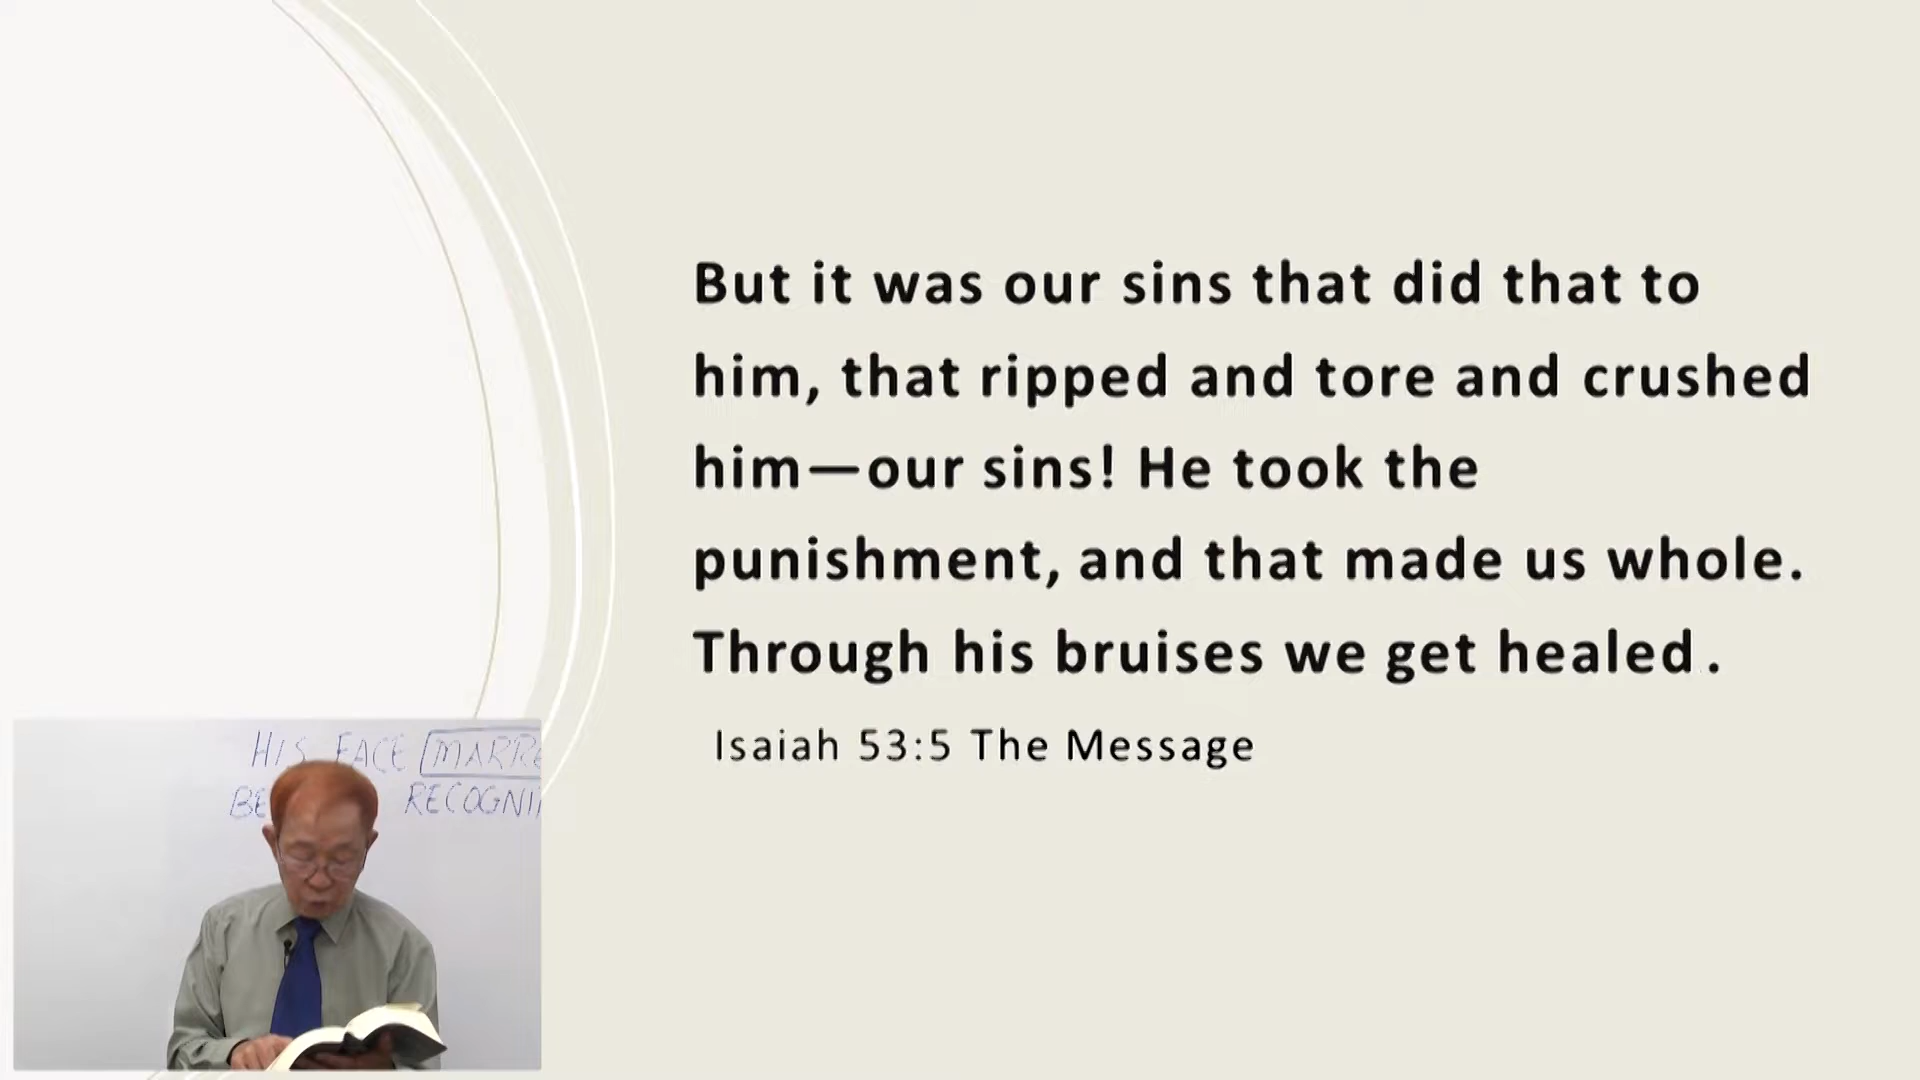 But it was our sins that did that to
him, that ripped and tore and crushed
him—our sins! He took the
punishment, and that made us whole.
Through his bruises we get healed.
Isaiah 53:5 The Message
HIS FACE